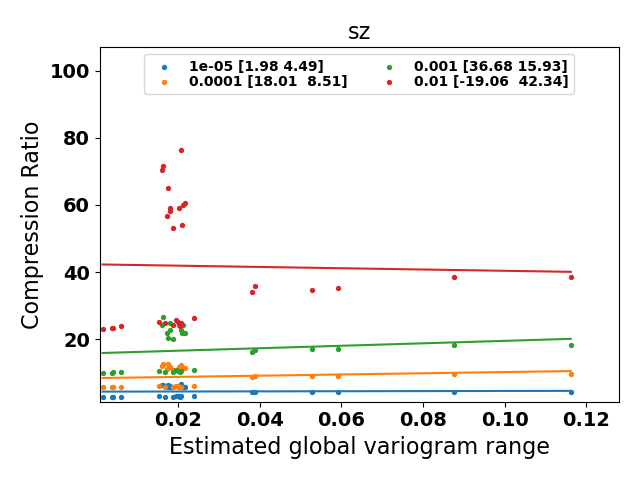 sz
1e-05 [1.98 4.49]
0.0001 [18.01  8.51]
0.001 [36.68 15.93]
0.01 [-19.06  42.34]
Compression Ratio
100
80
60
40
20
0.02 0.04 0.06 0.08 0.10 0.12
Estimated global variogram range